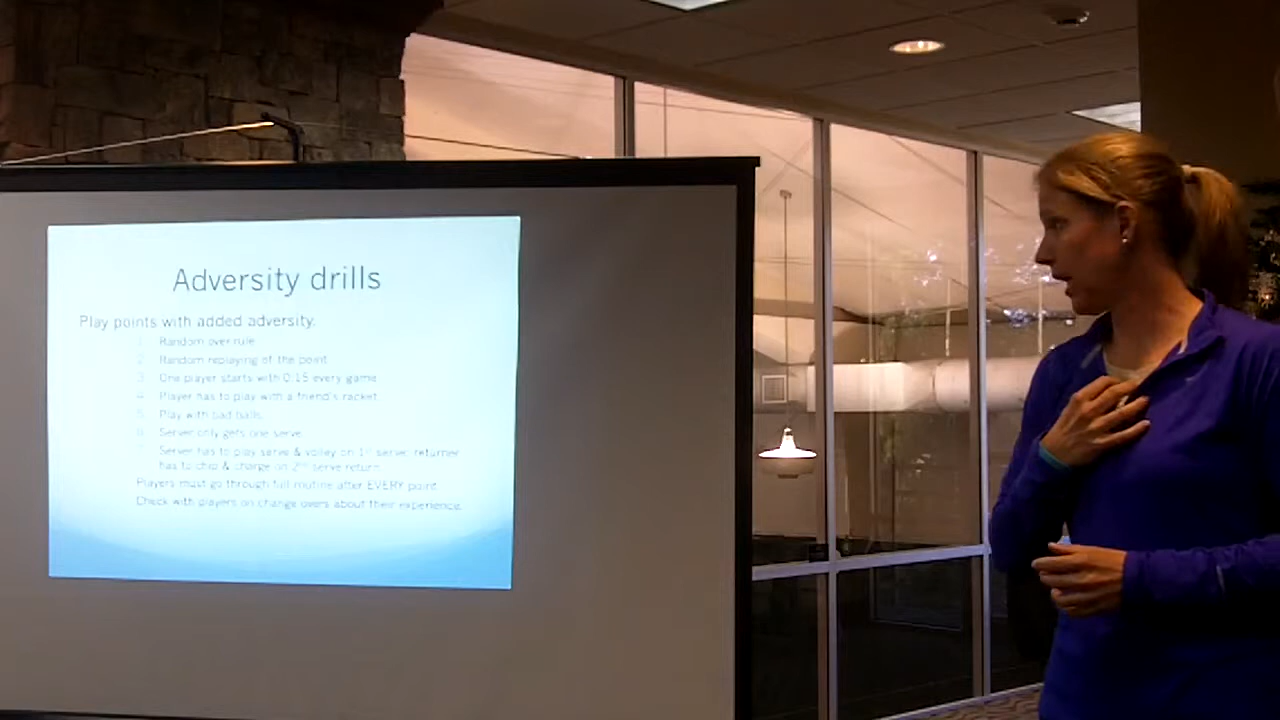 Adversity drills
Play points with added adversity.
1. Random over rule
2. Random replaying of the point
3. One player starts with 0:15 every game
4. Player has to play with a friend's racket
5. Play with bad balls
6. Server only gets one serve
Server has to play serve & volley on 1st serve, returner
has to chip & charge on 2nd serve return
Players must go through full routine after EVERY point
Check with players on change overs about their experience.